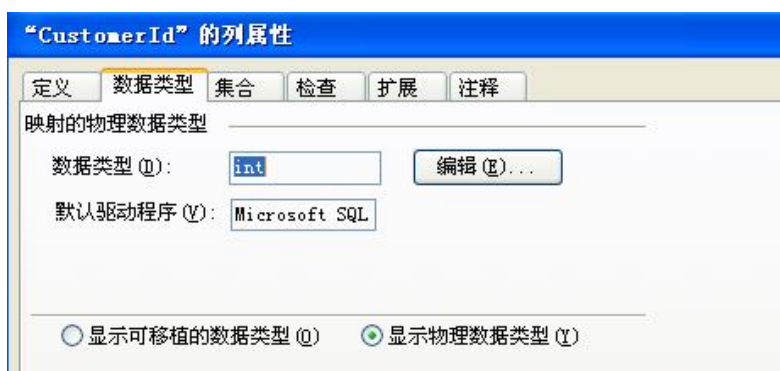 “CustomerId” 的列属性
定义 数据类型 集合 检查 扩展 注释
映射的物理数据类型
数据类型(D): int 编辑(E)...
默认驱动程序(V): Microsoft SQL
显示可移植的数据类型(O) 显示物理数据类型(Y)